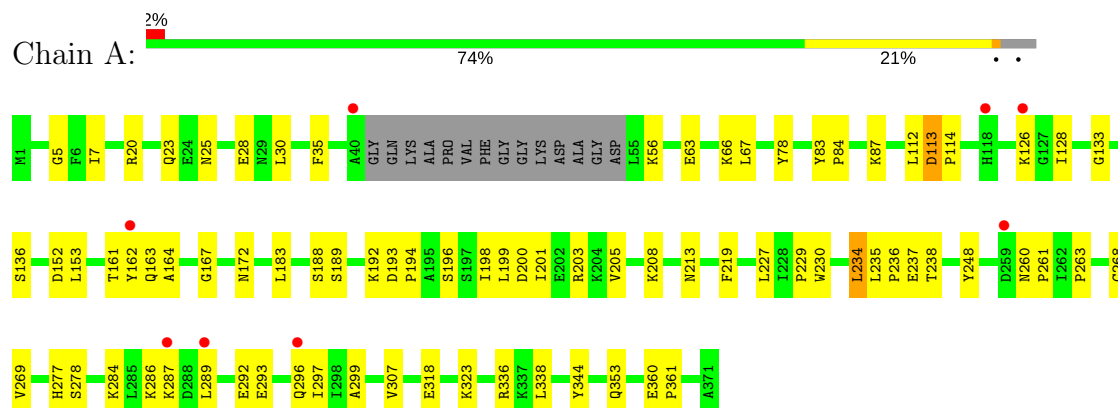 2%
Chain A:
74% 21% • •
M1 G5 F6 I7 R20 Q23 E24 N25 E28 N29 L30 F35 A40 GLY GLN LYS ALA PRO VAL PHE GLY GLY LYS ASP ALA GLY ASP L55 K56 E63 K66 L67 Y78 Y83 P84 K87 L112 D113 P114 H118 K126 G127 I128 G133
S136 D152 L153 T161 Y162 Q163 A164 G167 N172 L183 S188 S189 K192 D193 P194 A195 S196 S197 I198 L199 D200 I201 E202 R203 K204 V205 K208 N213 F219 L227 I228 P229 W230 L234 L235 P236 E237 T238 Y248 D259 N260 P261 I262 P263 G268
V269 H277 S278 K284 L285 K286 K287 D288 L289 E292 E293 Q296 I297 I298 A299 V307 E318 K323 R336 K337 L338 Y344 Q353 E360 P361 A371